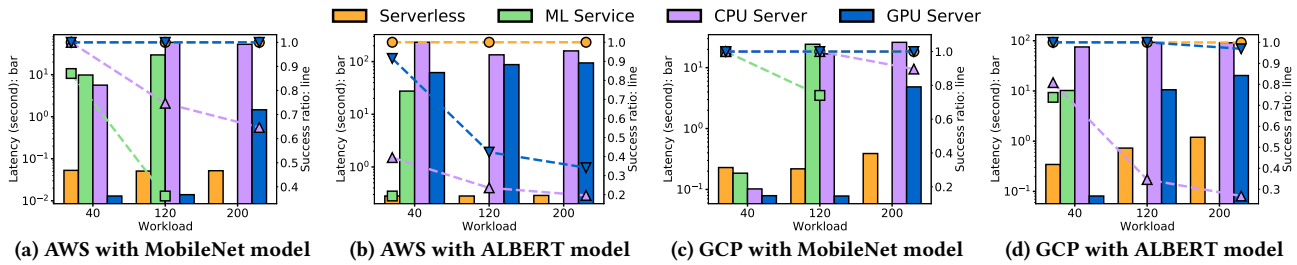 Serverless ML Service CPU Server GPU Server
Latency (second): bar
10¹
10⁰
10⁻¹
10⁻²
40 120 200
Workload
1.0
0.9
0.8
0.7
0.6
0.5
0.4
Success ratio: line
(a) AWS with MobileNet model
Latency (second): bar
10²
10¹
10⁰
40 120 200
Workload
1.0
0.9
0.8
0.7
0.6
0.5
0.4
0.3
0.2
Success ratio: line
(b) AWS with ALBERT model
Latency (second): bar
10¹
10⁰
10⁻¹
40 120 200
Workload
1.0
0.8
0.6
0.4
0.2
Success ratio: line
(c) GCP with MobileNet model
Latency (second): bar
10²
10¹
10⁰
10⁻¹
40 120 200
Workload
1.0
0.9
0.8
0.7
0.6
0.5
0.4
0.3
Success ratio: line
(d) GCP with ALBERT model